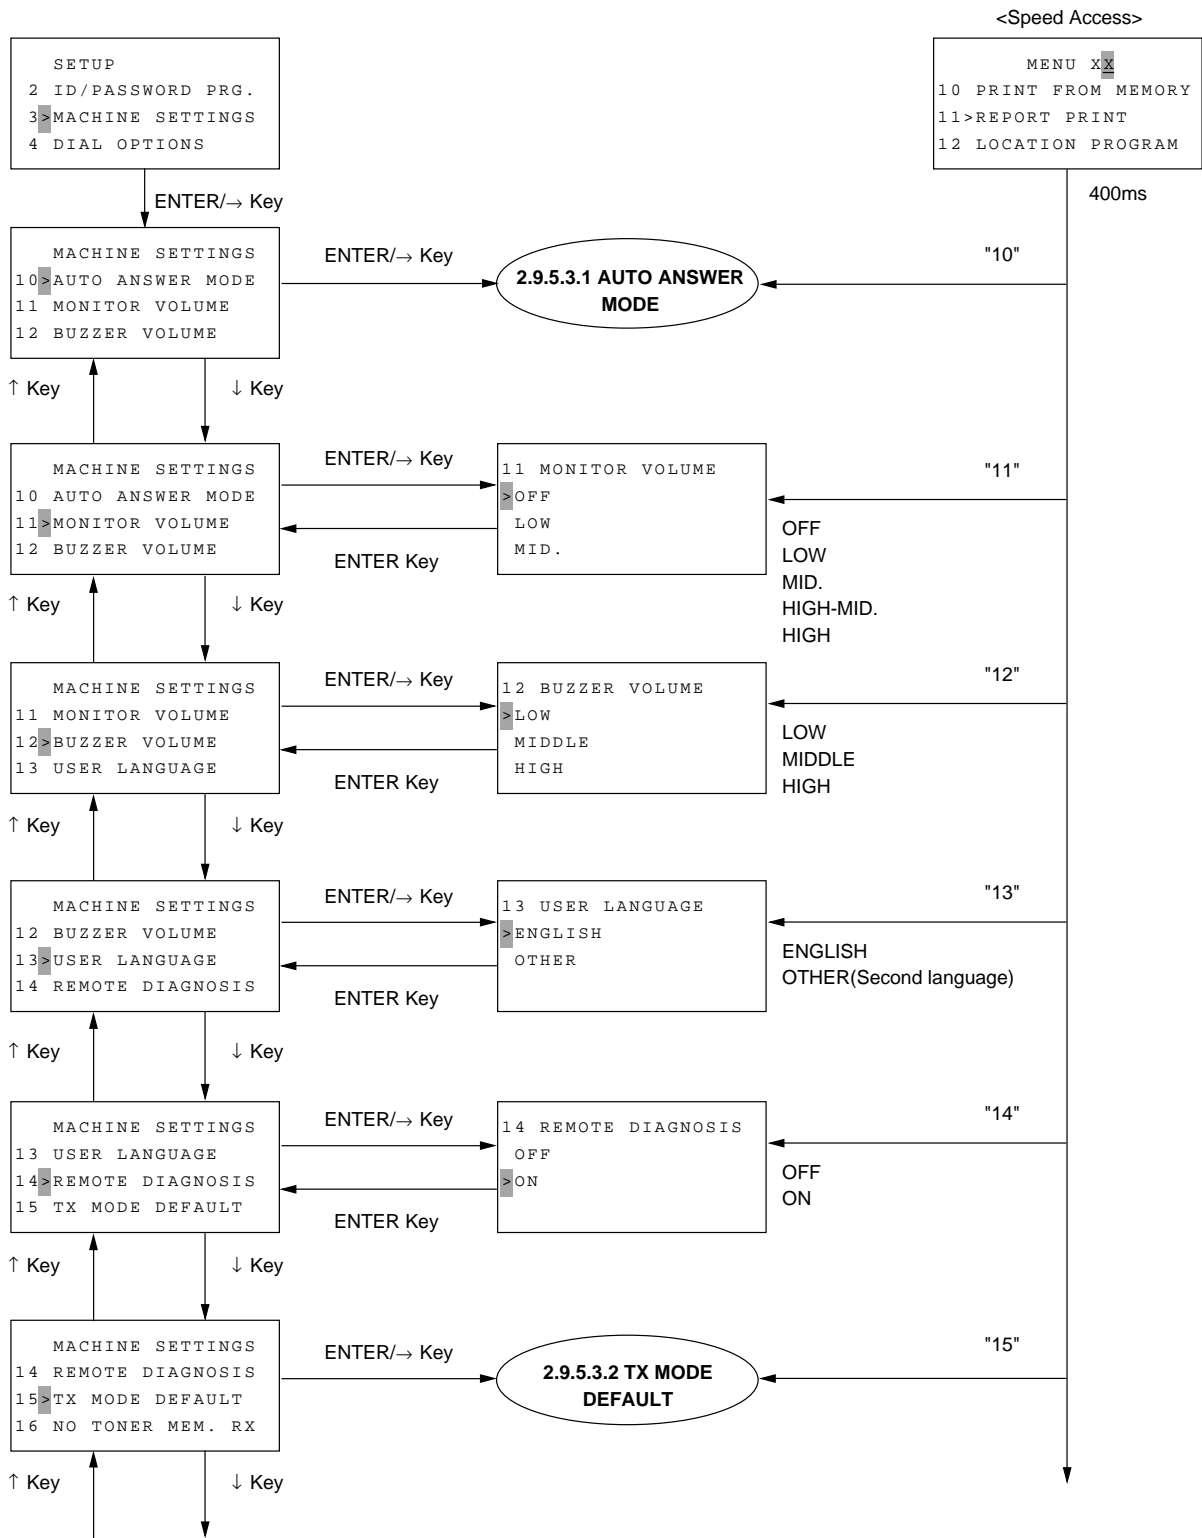 <Speed Access>
SETUP
2 ID/PASSWORD PRG.
3>MACHINE SETTINGS
4 DIAL OPTIONS
MENU XX
10 PRINT FROM MEMORY
11>REPORT PRINT
12 LOCATION PROGRAM
ENTER/→ Key
400ms
MACHINE SETTINGS
10>AUTO ANSWER MODE
11 MONITOR VOLUME
12 BUZZER VOLUME
ENTER/→ Key
2.9.5.3.1 AUTO ANSWER
MODE
"10"
↑ Key
↓ Key
MACHINE SETTINGS
10 AUTO ANSWER MODE
11>MONITOR VOLUME
12 BUZZER VOLUME
ENTER/→ Key
ENTER Key
11 MONITOR VOLUME
>OFF
LOW
MID.
"11"
OFF
LOW
MID.
HIGH-MID.
HIGH
↑ Key
↓ Key
MACHINE SETTINGS
11 MONITOR VOLUME
12>BUZZER VOLUME
13 USER LANGUAGE
ENTER/→ Key
ENTER Key
12 BUZZER VOLUME
>LOW
MIDDLE
HIGH
"12"
LOW
MIDDLE
HIGH
↑ Key
↓ Key
MACHINE SETTINGS
12 BUZZER VOLUME
13>USER LANGUAGE
14 REMOTE DIAGNOSIS
ENTER/→ Key
ENTER Key
13 USER LANGUAGE
>ENGLISH
OTHER
"13"
ENGLISH
OTHER(Second language)
↑ Key
↓ Key
MACHINE SETTINGS
13 USER LANGUAGE
14>REMOTE DIAGNOSIS
15 TX MODE DEFAULT
ENTER/→ Key
ENTER Key
14 REMOTE DIAGNOSIS
OFF
>ON
"14"
OFF
ON
↑ Key
↓ Key
MACHINE SETTINGS
14 REMOTE DIAGNOSIS
15>TX MODE DEFAULT
16 NO TONER MEM. RX
ENTER/→ Key
2.9.5.3.2 TX MODE
DEFAULT
"15"
↑ Key
↓ Key